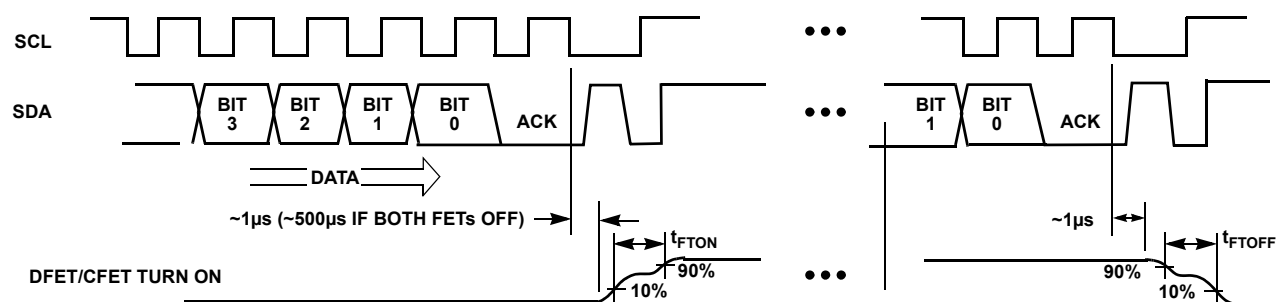 SCL
•••
SDA
BIT 3
BIT 2
BIT 1
BIT 0
ACK
•••
BIT 1
BIT 0
ACK
DATA
~1µs (~500µs IF BOTH FETs OFF)
~1µs
tFTON
tFTOFF
DFET/CFET TURN ON
90%
10%
•••
90%
10%